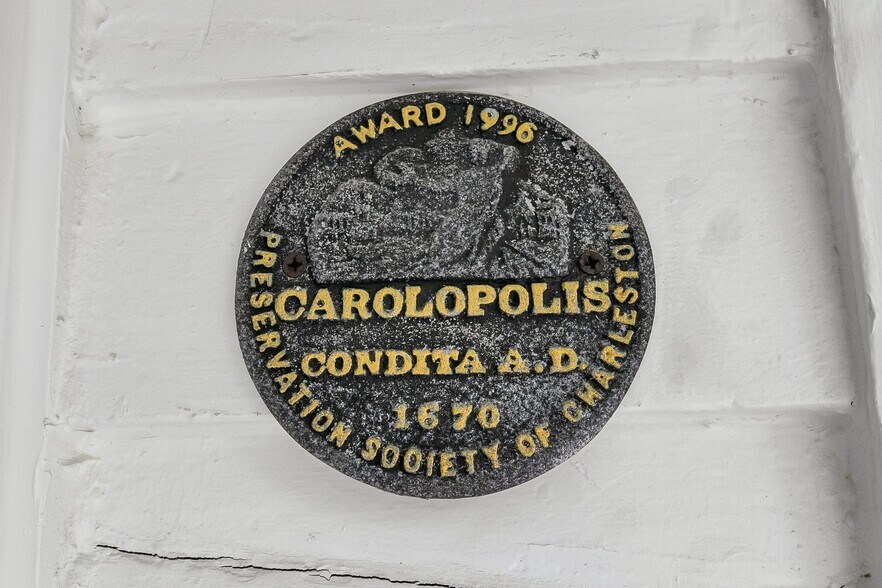 AWARD 1996
CAROLOPOLIS
CONDITA A.D.
1670
PRESERVATION SOCIETY OF CHARLESTON